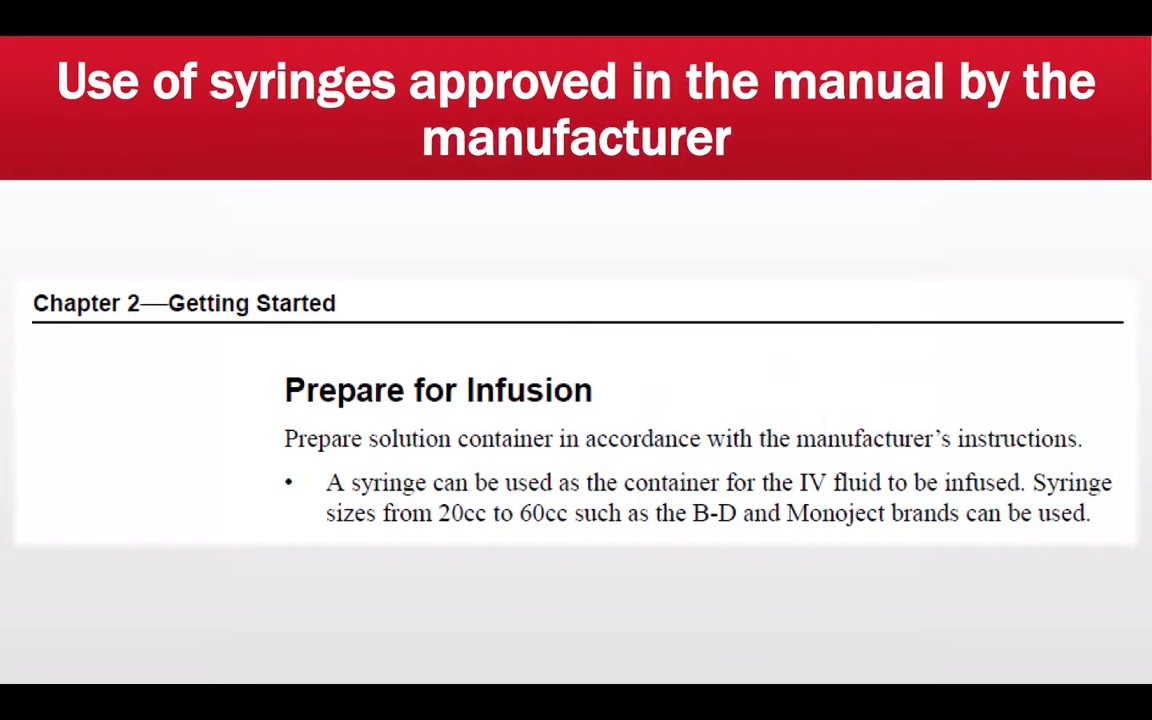 Use of syringes approved in the manual by the
manufacturer
Chapter 2—Getting Started
Prepare for Infusion
Prepare solution container in accordance with the manufacturer’s instructions.
• A syringe can be used as the container for the IV fluid to be infused. Syringe
sizes from 20cc to 60cc such as the B-D and Monoject brands can be used.